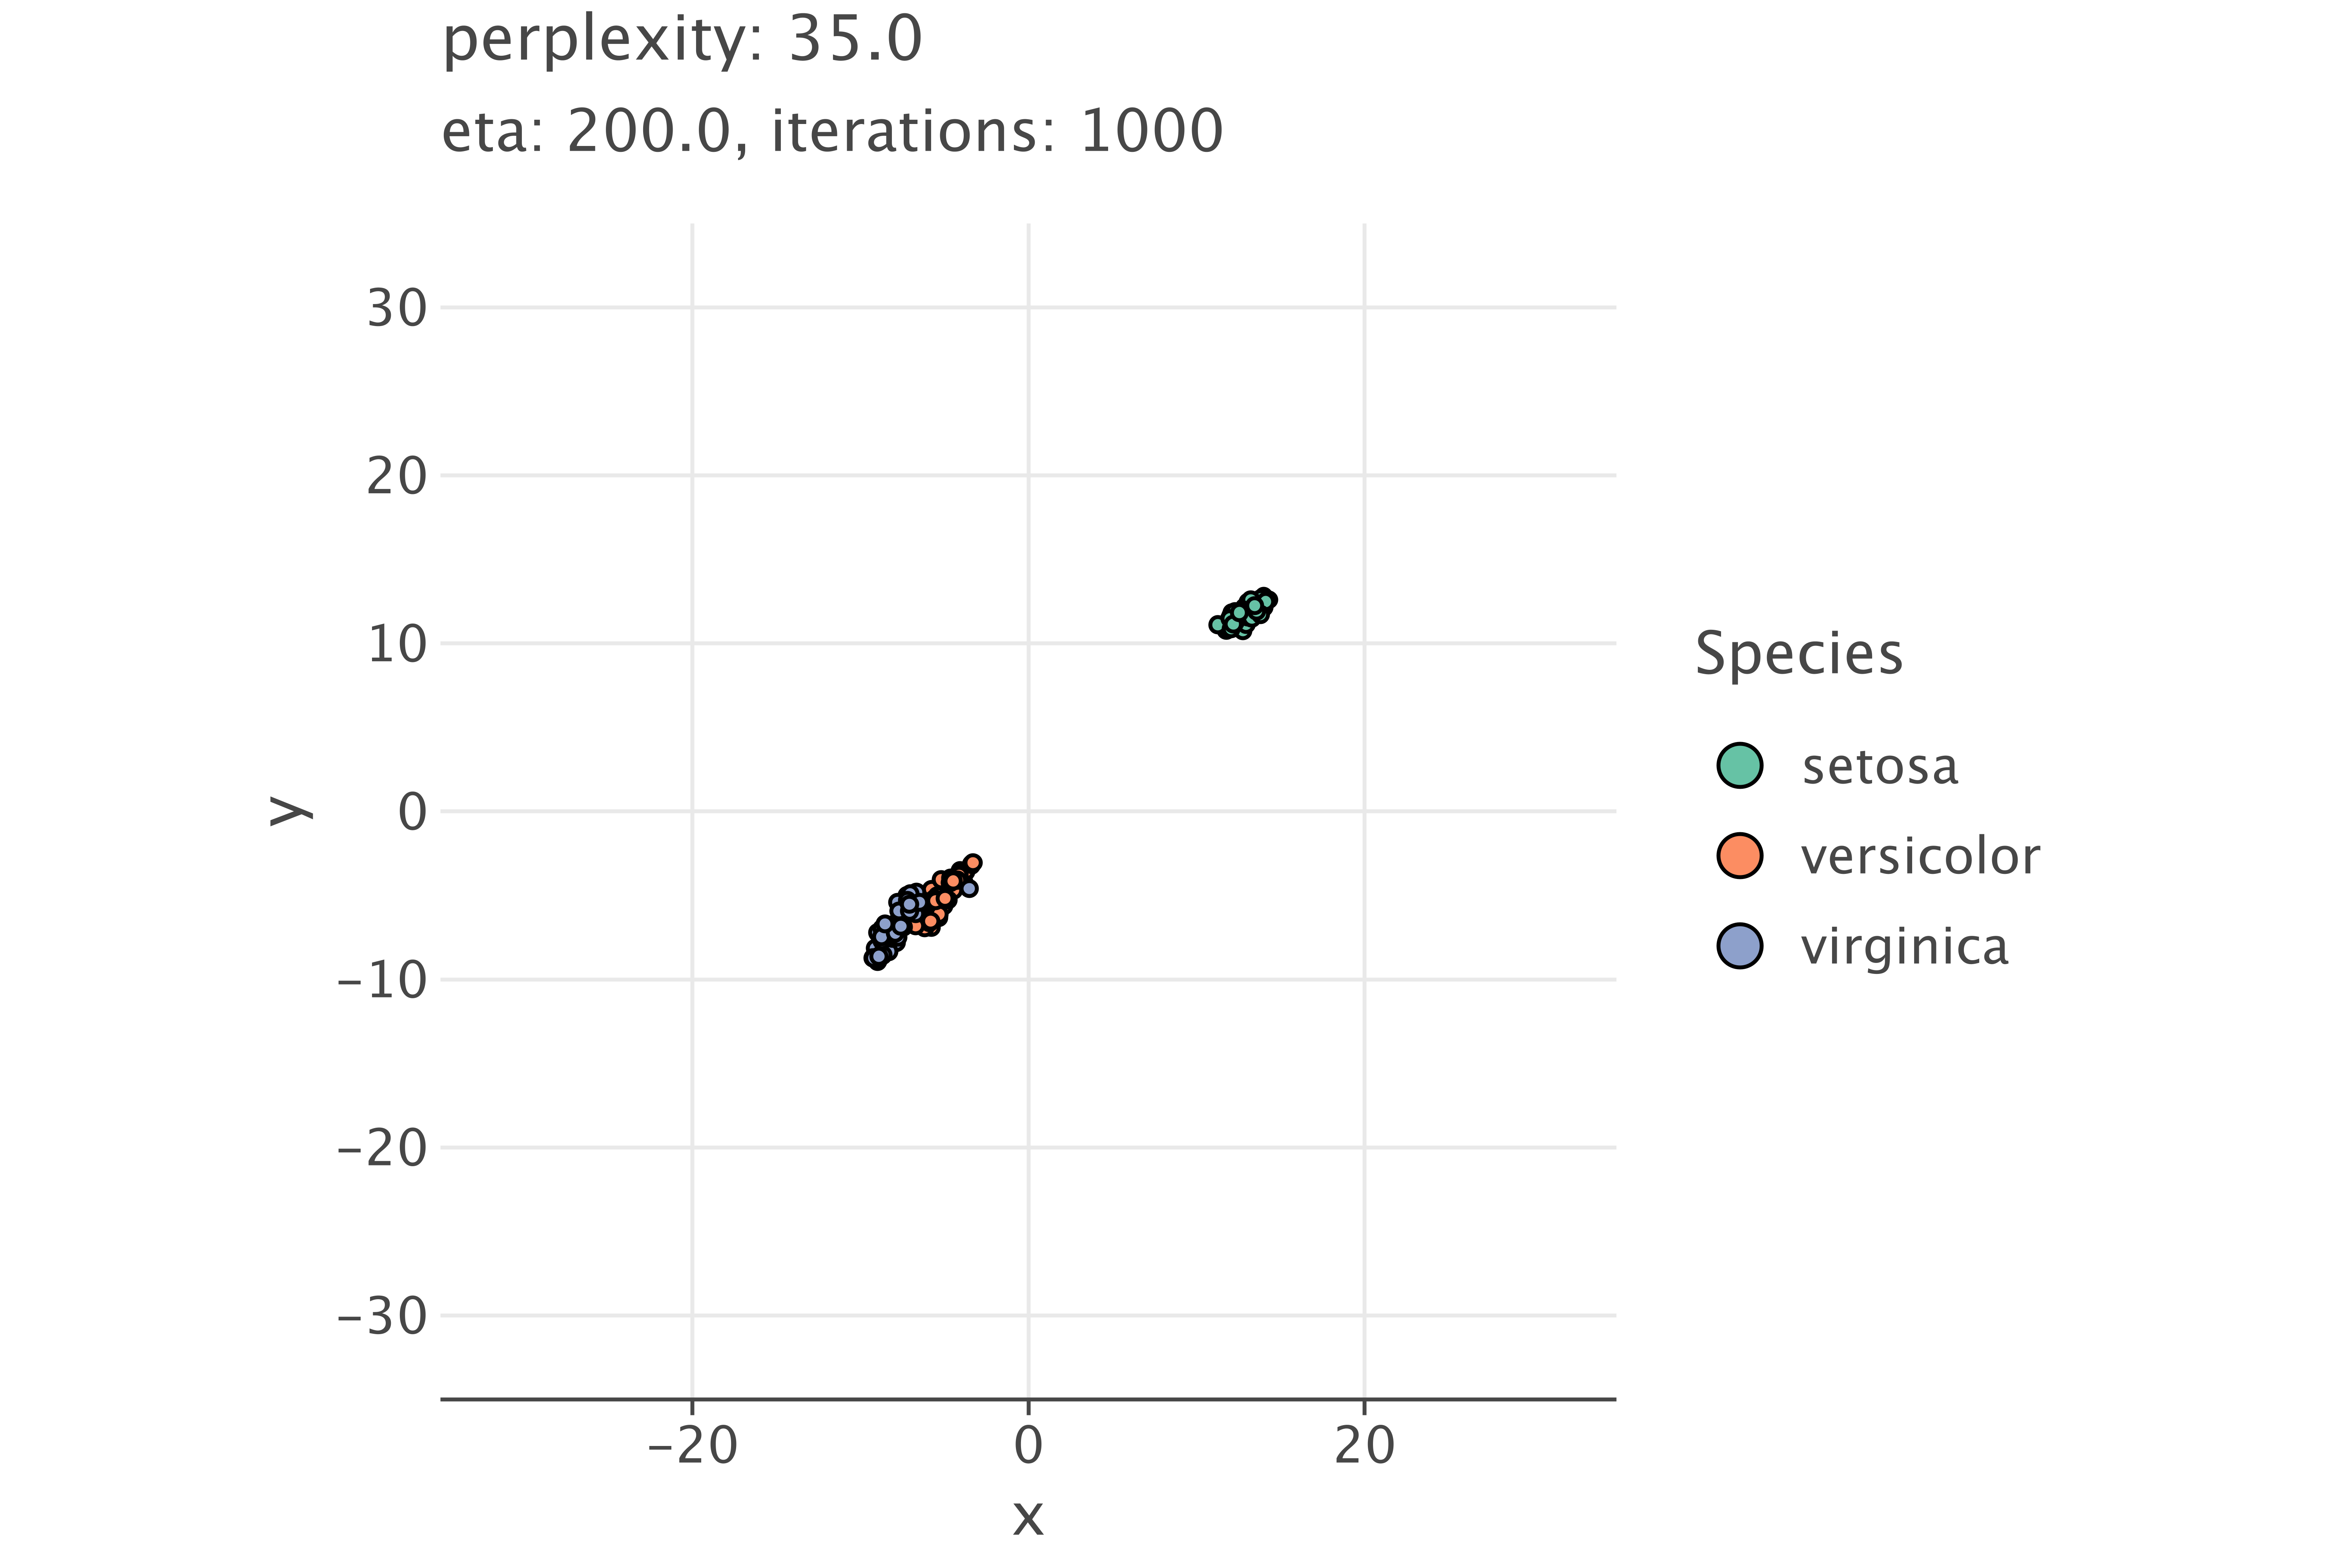 perplexity: 35.0
eta: 200.0, iterations: 1000
30
20
10
0
−10
−20
−30
y
−20 0 20
x
Species
setosa
versicolor
virginica